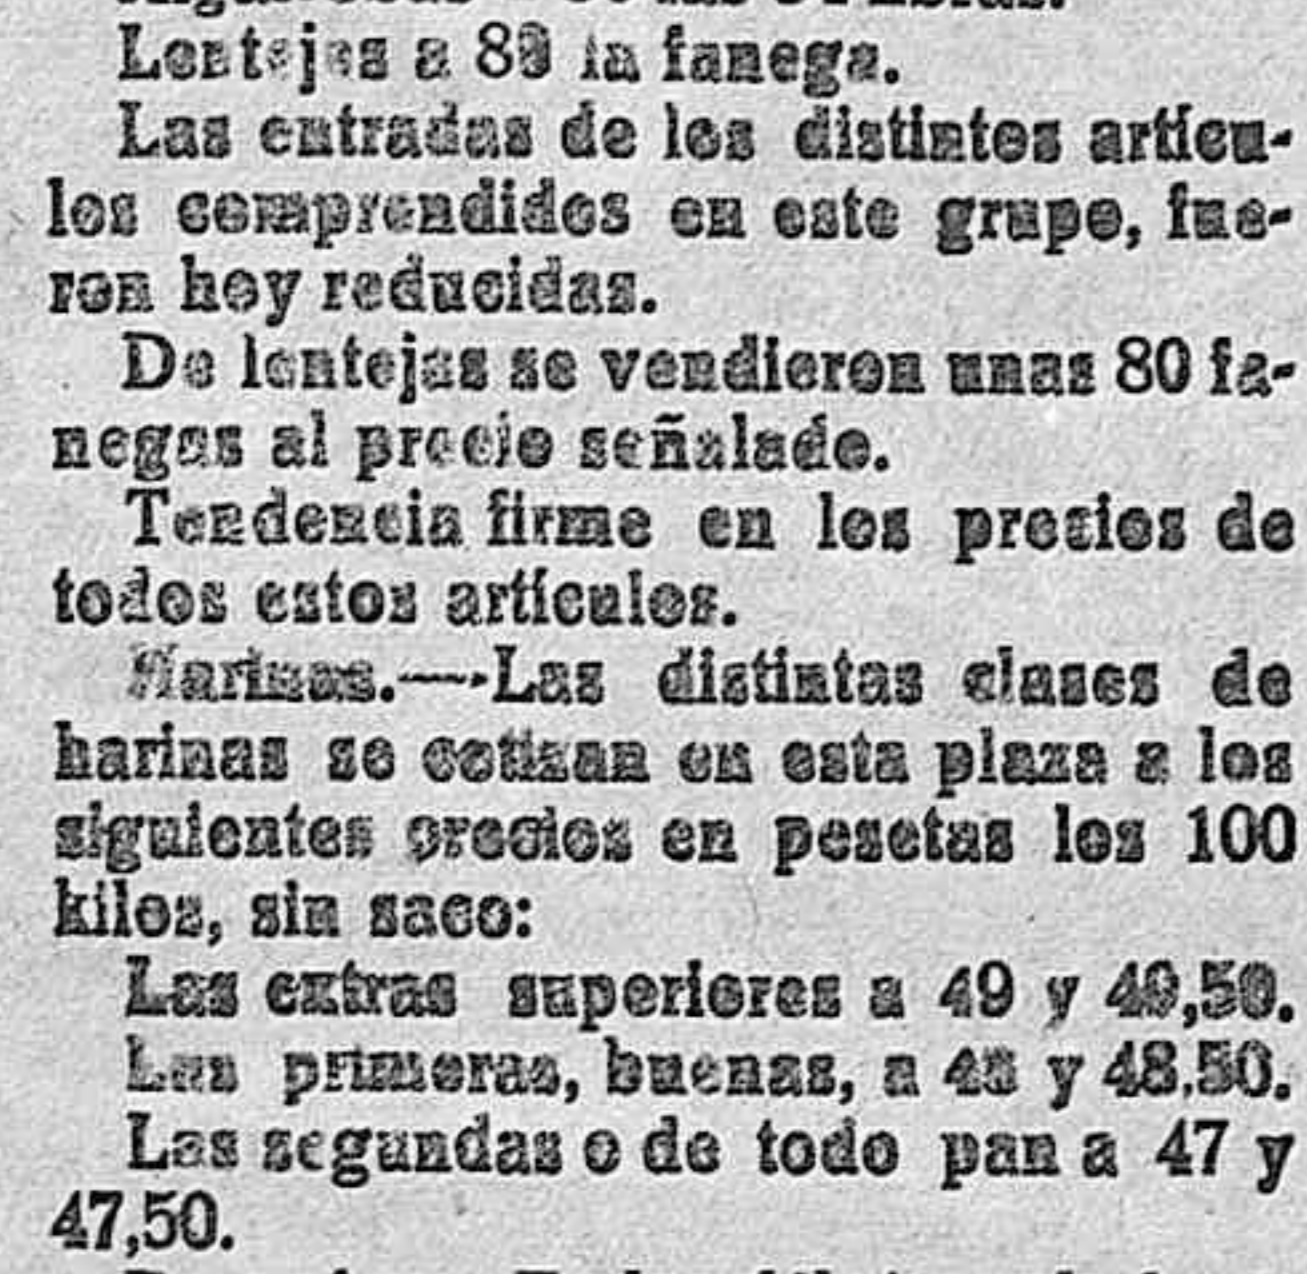 Lentejas a 80 la fanega.
Las entradas de los distintos artícu-
los comprendidos en este grupo, fue-
ron hoy reducidas.
De lentejas se vendieron unas 80 fa-
negas al precio señalado.
Tendencia firme en los precios de
todos estos artículos.
Harinas.—Las distintas clases de
harinas se cotizan en esta plaza a los
siguientes precios en pesetas los 100
kilos, sin saco:
Las extras superiores a 49 y 49,50.
Las primeras, buenas, a 48 y 48.50.
Las segundas o de todo pan a 47 y
47,50.